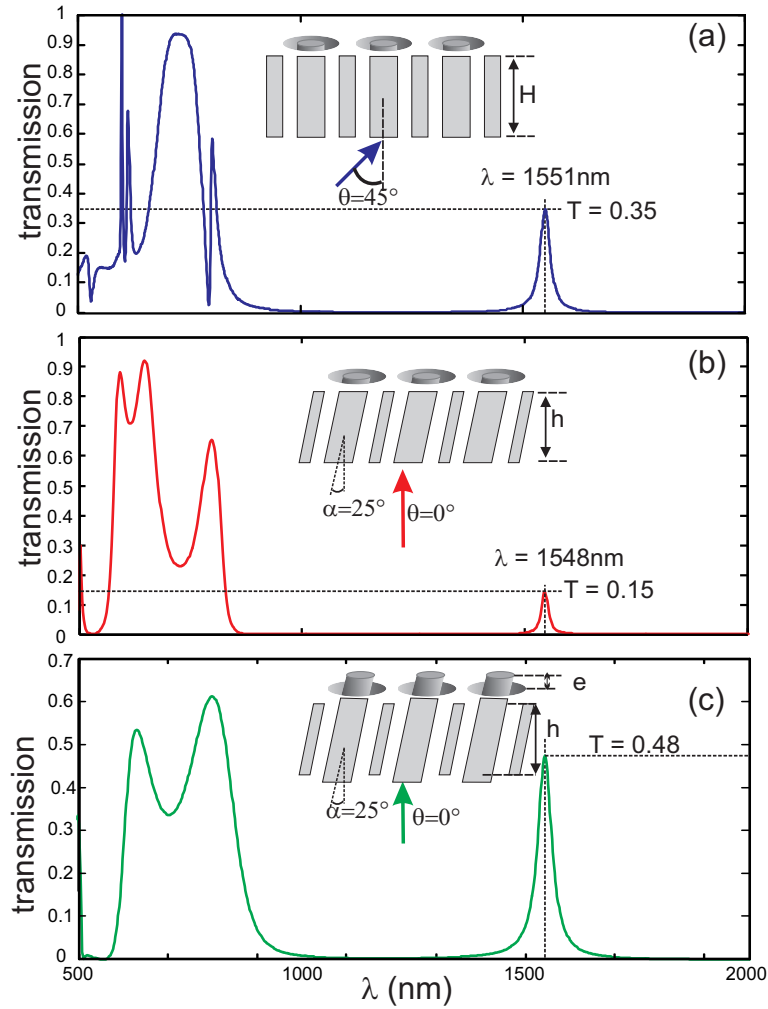 (a)
transmission
1
0.9
0.8
0.7
0.6
0.5
0.4
0.3
0.2
0.1
0
H
θ=45°
λ = 1551nm
T = 0.35
(b)
transmission
1
0.9
0.8
0.7
0.6
0.5
0.4
0.3
0.2
0.1
0
h
α=25°
θ=0°
λ = 1548nm
T = 0.15
(c)
transmission
0.7
0.6
0.5
0.4
0.3
0.2
0.1
0
e
h
α=25°
θ=0°
T = 0.48
500
1000
1500
2000
λ (nm)